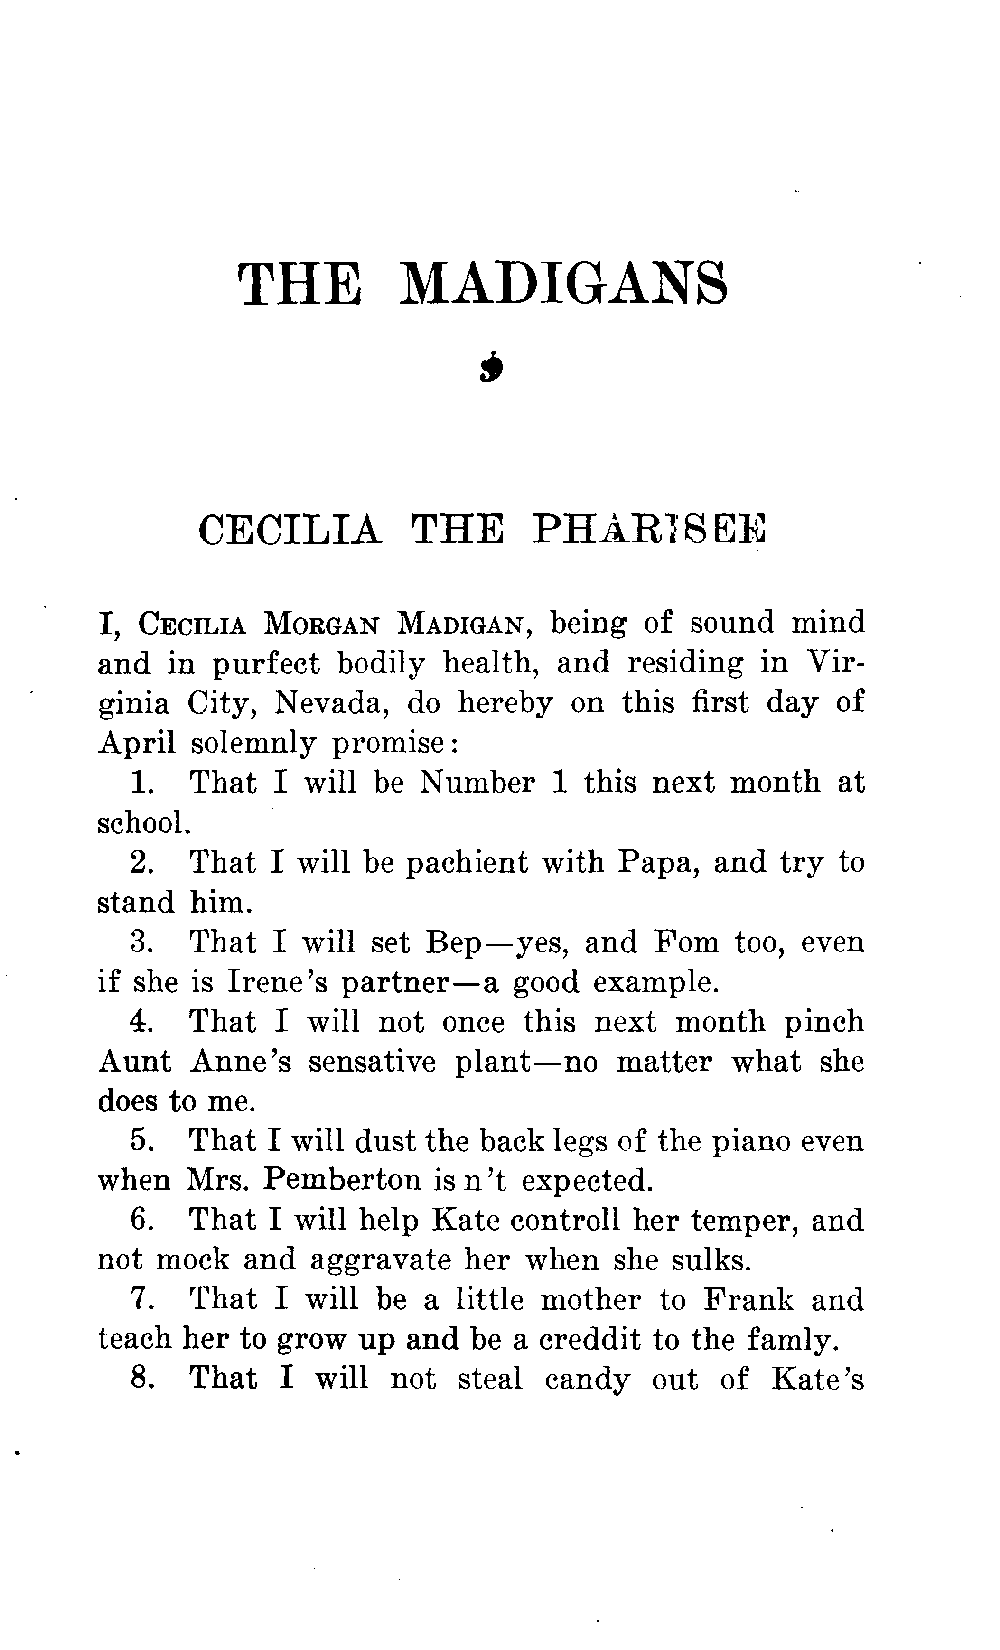 THE MADIGANS
CECILIA THE PHARISEE
I, CECILIA MORGAN MADIGAN, being of sound mind
and in purfect bodily health, and residing in Vir-
ginia City, Nevada, do hereby on this first day of
April solemnly promise:
1. That I will be Number 1 this next month at
school.
2. That I will be pachient with Papa, and try to
stand him.
3. That I will set Bep—yes, and Fom too, even
if she is Irene's partner—a good example.
4. That I will not once this next month pinch
Aunt Anne's sensative plant—no matter what she
does to me.
5. That I will dust the back legs of the piano even
when Mrs. Pemberton is n't expected.
6. That I will help Kate controll her temper, and
not mock and aggravate her when she sulks.
7. That I will be a little mother to Frank and
teach her to grow up and be a creddit to the famly.
8. That I will not steal candy out of Kate's